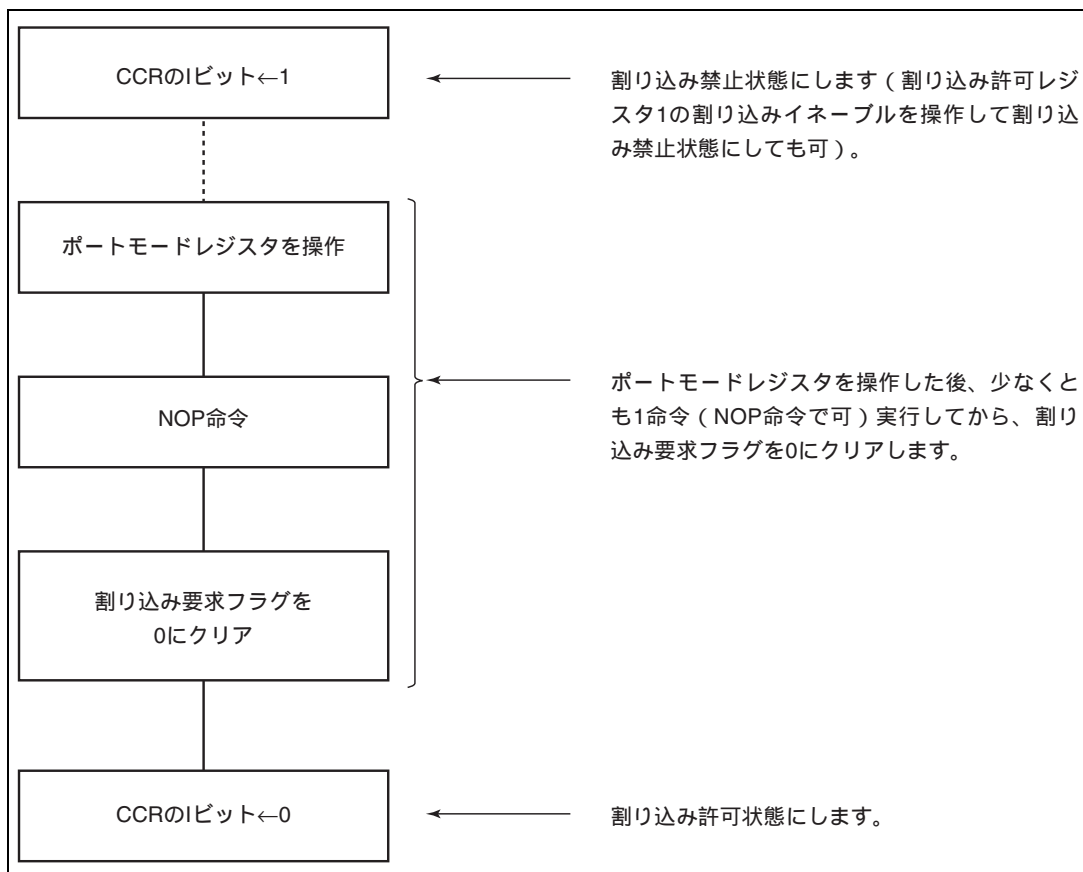 CCRのIビット←1
割り込み禁止状態にします（割り込み許可レジ
スタ1の割り込みイネーブルを操作して割り込
み禁止状態にしても可）。
ポートモードレジスタを操作
NOP命令
ポートモードレジスタを操作した後、少なくと
も1命令（NOP命令で可）実行してから、割り
込み要求フラグを0にクリアします。
割り込み要求フラグを
0にクリア
CCRのIビット←0
割り込み許可状態にします。